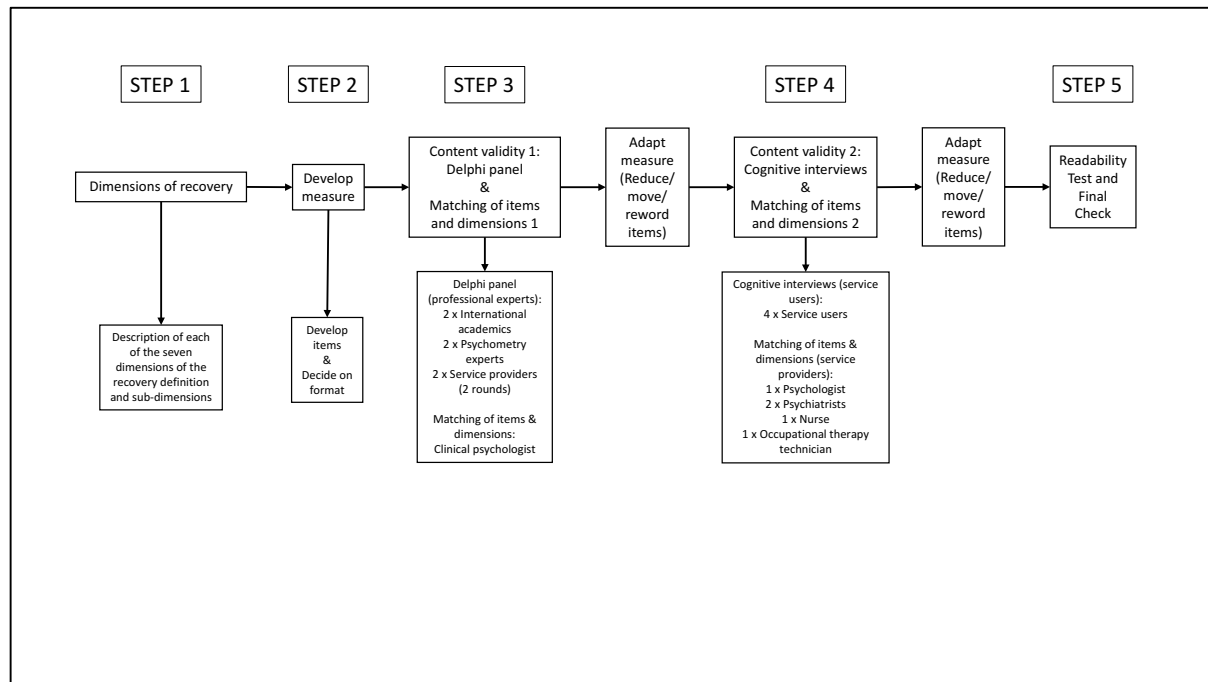 STEP 1
STEP 2
STEP 3
STEP 4
STEP 5
Dimensions of recovery
Develop
measure
Content validity 1:
Delphi panel
&
Matching of items
and dimensions 1
Adapt
measure
(Reduce/
move/
reword
items)
Content validity 2:
Cognitive interviews
&
Matching of items
and dimensions 2
Adapt
measure
(Reduce/
move/
reword
items)
Readability
Test and
Final
Check
Description of each
of the seven
dimensions of the
recovery definition
and sub-dimensions
Develop
items
&
Decide on
format
Delphi panel
(professional experts):
2 x International
academics
2 x Psychometry
experts
2 x Service providers
(2 rounds)
Matching of items &
dimensions:
Clinical psychologist
Cognitive interviews (service
users):
4 x Service users
Matching of items &
dimensions (service
providers):
1 x Psychologist
2 x Psychiatrists
1 x Nurse
1 x Occupational therapy
technician